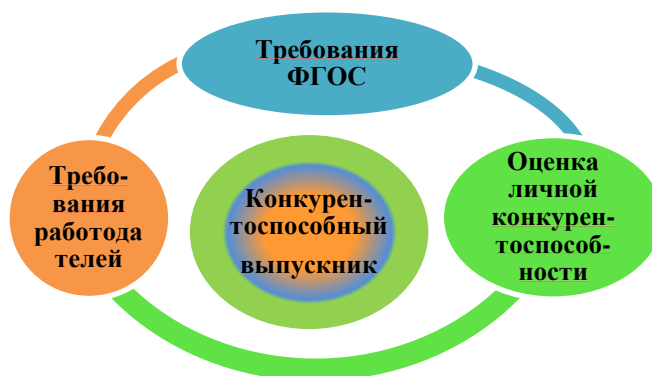 Требования
ФГОС
Требо-
вания
работода
телей
Конкурен-
тоспособный
выпускник
Оценка
личной
конкурен-
тоспособ-
ности